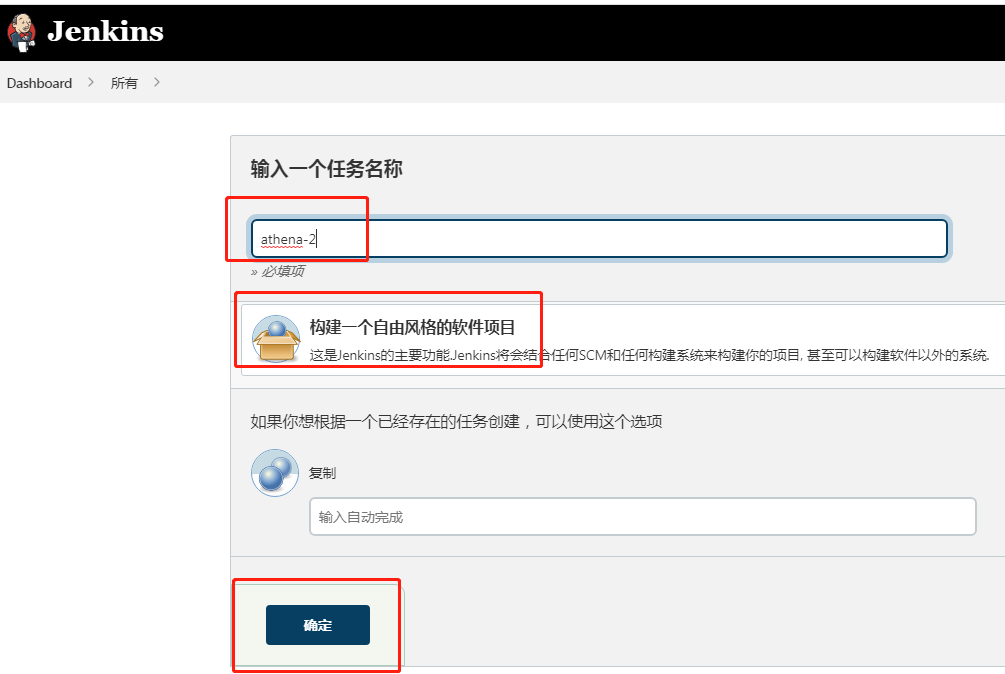 Jenkins
Dashboard > 所有 >
输入一个任务名称
athena-2
» 必填项
构建一个自由风格的软件项目
这是Jenkins的主要功能.Jenkins将会结合任何SCM和任何构建系统来构建你的项目, 甚至可以构建软件以外的系统.
如果你想根据一个已经存在的任务创建，可以使用这个选项
复制
输入自动完成
确定